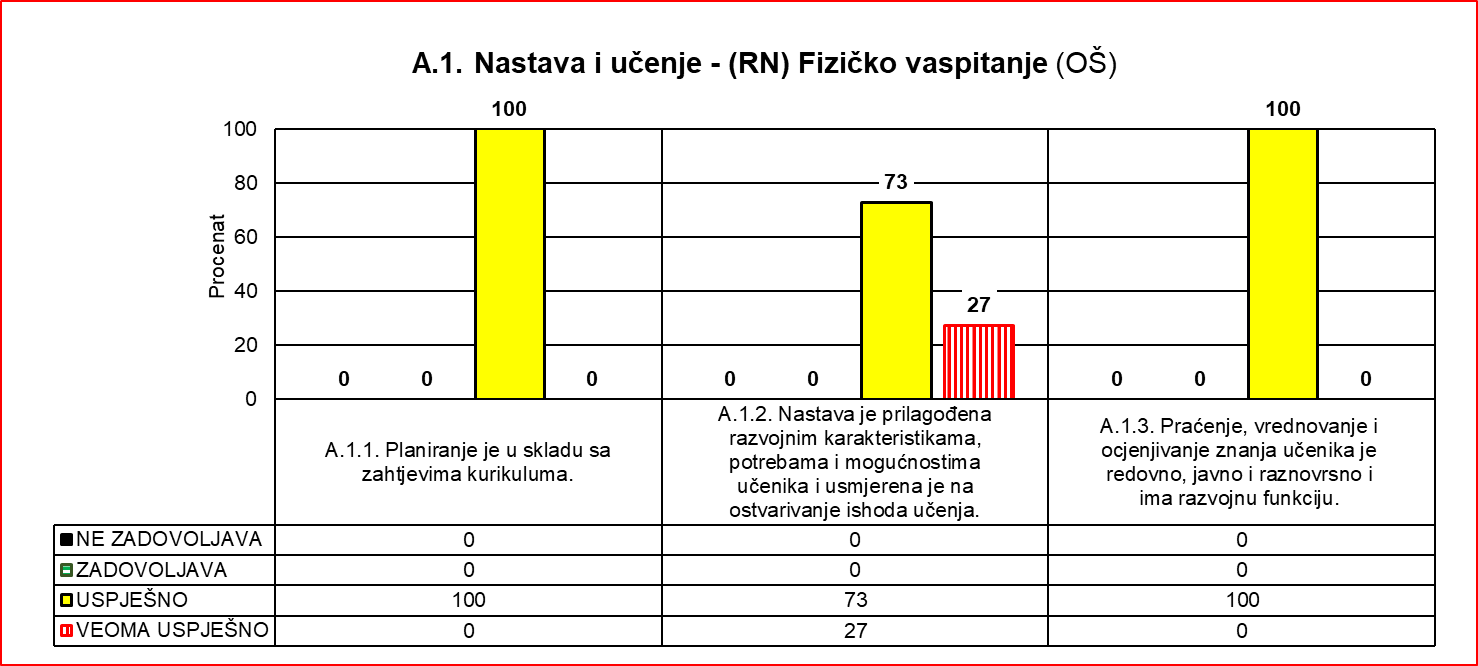 A.1. Nastava i učenje - (RN) Fizičko vaspitanje (OŠ)
Procenat
100
80
60
40
20
0
0 0 100 0
0 0 73 27
0 0 100 0
A.1.1. Planiranje je u skladu sa
zahtjevima kurikuluma.
A.1.2. Nastava je prilagođena
razvojnim karakteristikama,
potrebama i mogućnostima
učenika i usmjerena je na
ostvarivanje ishoda učenja.
A.1.3. Praćenje, vrednovanje i
ocjenjivanje znanja učenika je
redovno, javno i raznovrsno i
ima razvojnu funkciju.
NE ZADOVOLJAVA 0 0 0
ZADOVOLJAVA 0 0 0
USPJEŠNO 100 73 100
VEOMA USPJEŠNO 0 27 0